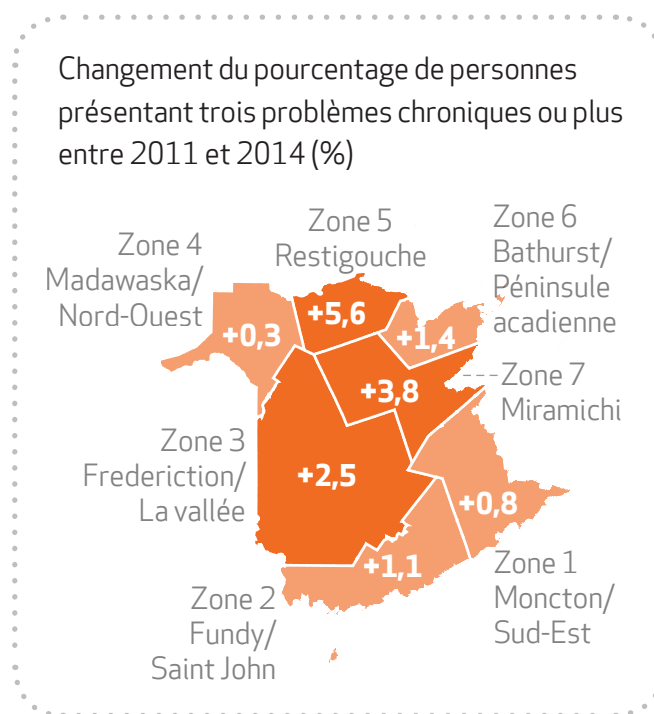 Changement du pourcentage de personnes
présentant trois problèmes chroniques ou plus
entre 2011 et 2014 (%)
Zone 4
Madawaska/
Nord-Ouest
+0,3
Zone 5
Restigouche
+5,6
Zone 6
Bathurst/
Péninsule
acadienne
+1,4
Zone 7
Miramichi
+3,8
Zone 3
Frederiction/
La vallée
+2,5
Zone 2
Fundy/
Saint John
+1,1
Zone 1
Moncton/
Sud-Est
+0,8